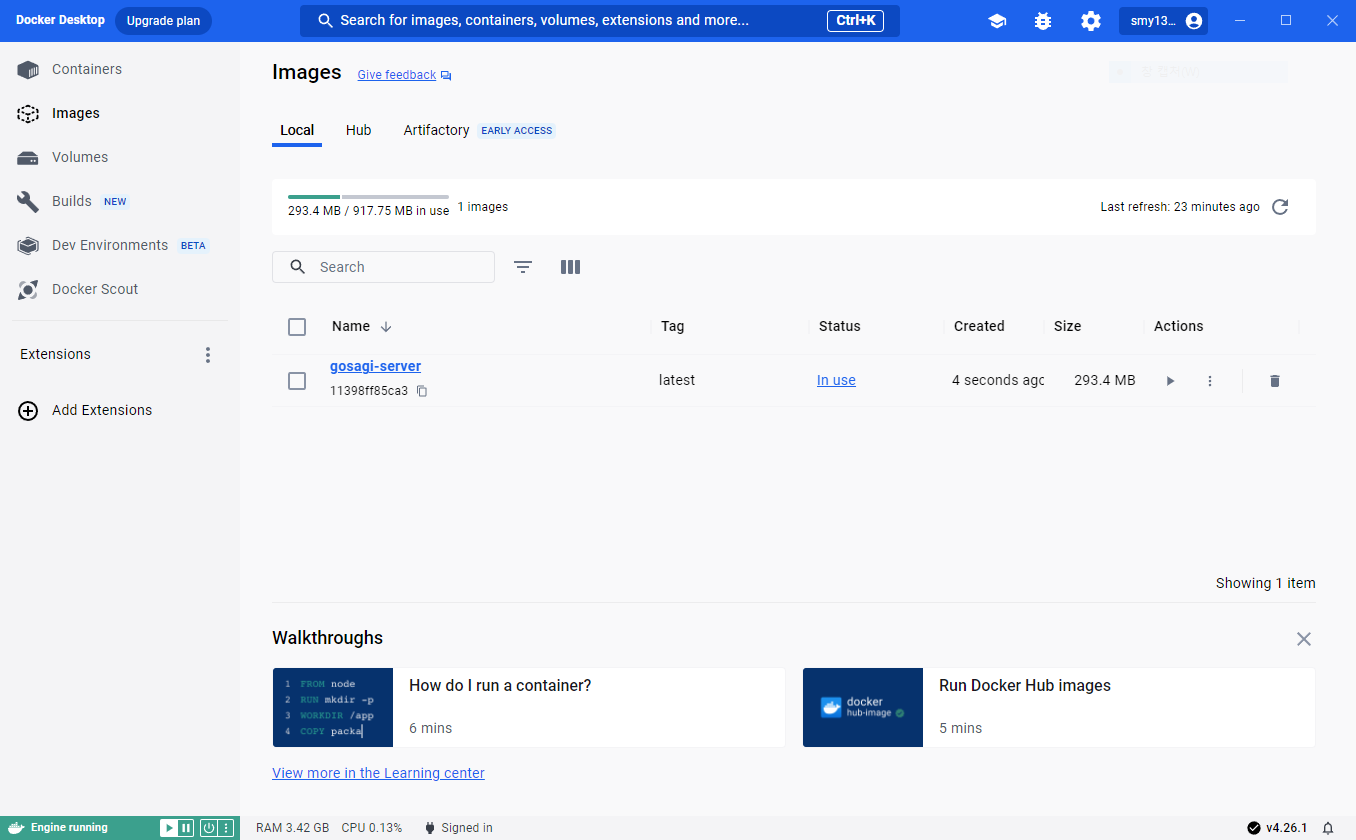 Docker Desktop
Upgrade plan
Search for images, containers, volumes, extensions and more...
Ctrl+K
smy13...
Containers
Images
Volumes
Builds NEW
Dev Environments BETA
Docker Scout
Extensions
Add Extensions
Images
Give feedback
Local Hub Artifactory EARLY ACCESS
293.4 MB / 917.75 MB in use
1 images
Last refresh: 23 minutes ago
Search
Name Tag Status Created Size Actions
gosagi-server
11398ff85ca3
latest
In use
4 seconds agc
293.4 MB
Showing 1 item
Walkthroughs
1 FROM node
2 RUN mkdir -p
3 WORKDIR /app
4 COPY packa
How do I run a container?
6 mins
docker
hub-image
Run Docker Hub images
5 mins
View more in the Learning center
Engine running
RAM 3.42 GB CPU 0.13% Signed in
v4.26.1